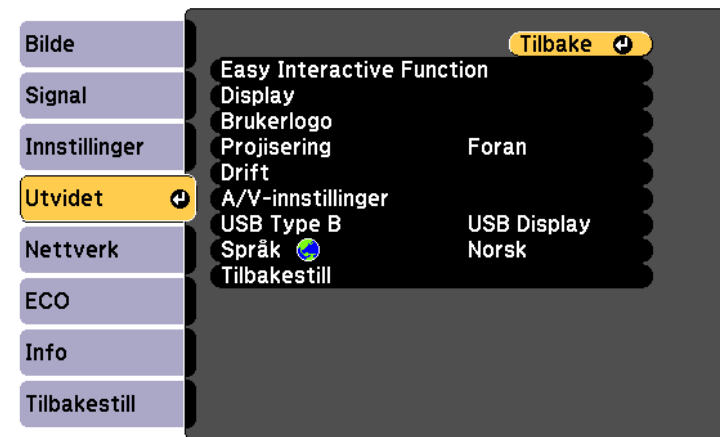 Bilde
Signal
Innstillinger
Utvidet
Nettverk
ECO
Info
Tilbakestill
Tilbake
Easy Interactive Function
Display
Brukerlogo
Projisering Foran
Drift
A/V-innstillinger
USB Type B USB Display
Språk Norsk
Tilbakestill